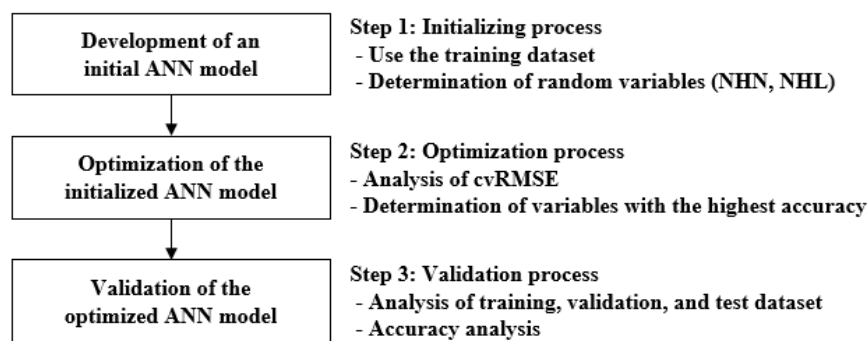 Development of an
initial ANN model
Step 1: Initializing process
- Use the training dataset
- Determination of random variables (NHN, NHL)
Optimization of the
initialized ANN model
Step 2: Optimization process
- Analysis of cvRMSE
- Determination of variables with the highest accuracy
Validation of the
optimized ANN model
Step 3: Validation process
- Analysis of training, validation, and test dataset
- Accuracy analysis